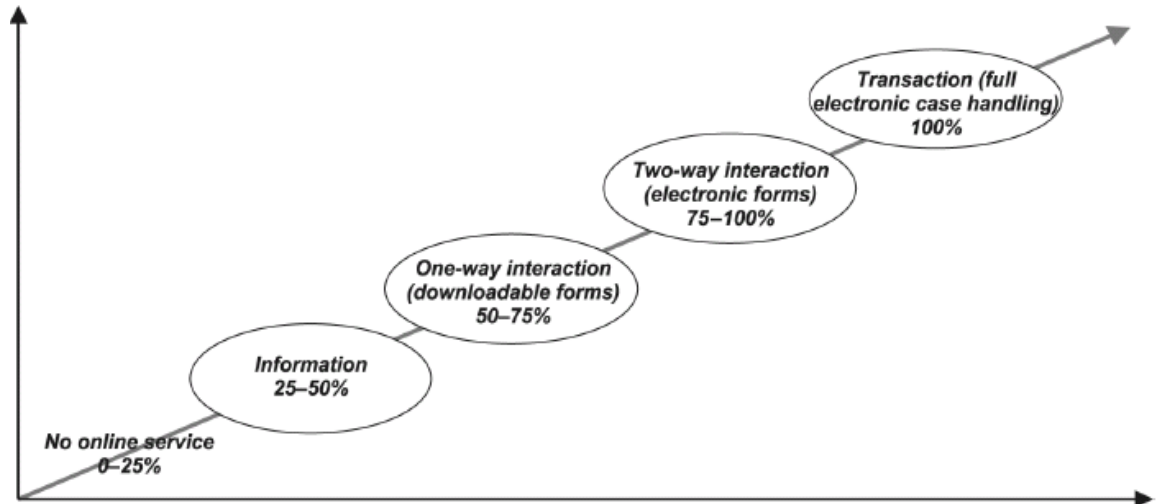 Transaction (full
electronic case handling)
100%
Two-way interaction
(electronic forms)
75–100%
One-way interaction
(downloadable forms)
50–75%
Information
25–50%
No online service
0–25%